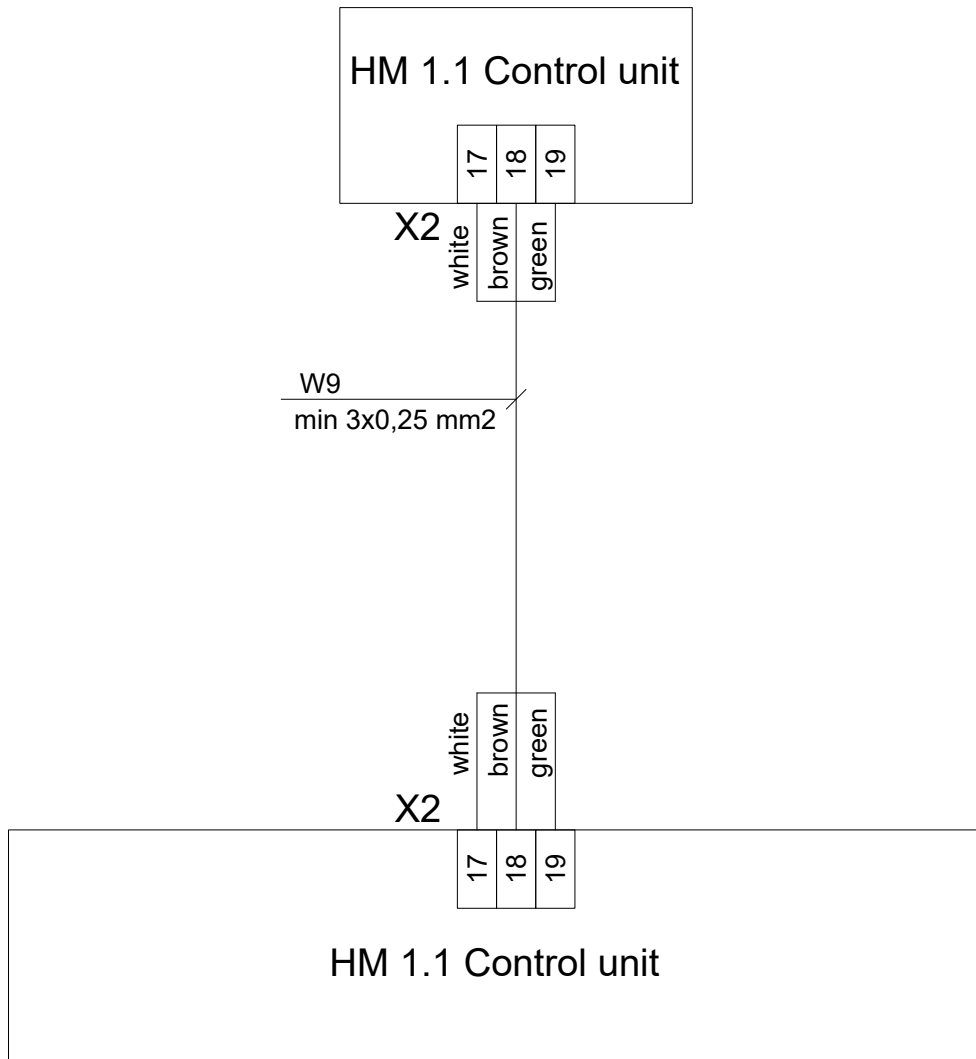 HM 1.1 Control unit
17 18 19
X2
white brown green
W9
min 3x0,25 mm2
white brown green
X2
17 18 19
HM 1.1 Control unit